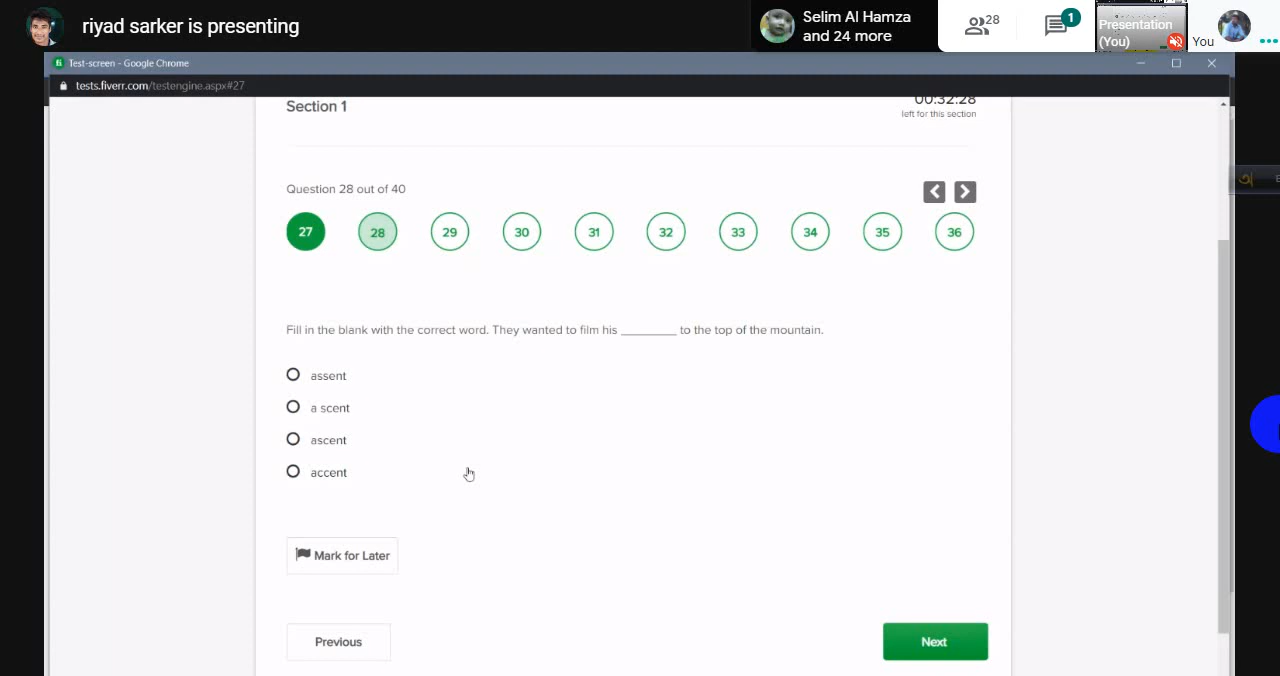 riyad sarker is presenting
Selim Al Hamza
and 24 more
28
1
Presentation
(You)
You
Test-screen - Google Chrome
tests.fiverr.com/testengine.aspx#27
Section 1
00:32:28
left for this section
Question 28 out of 40
27 28 29 30 31 32 33 34 35 36
অ
Fill in the blank with the correct word. They wanted to film his ________ to the top of the mountain.
assent
a scent
ascent
accent
Mark for Later
Previous
Next